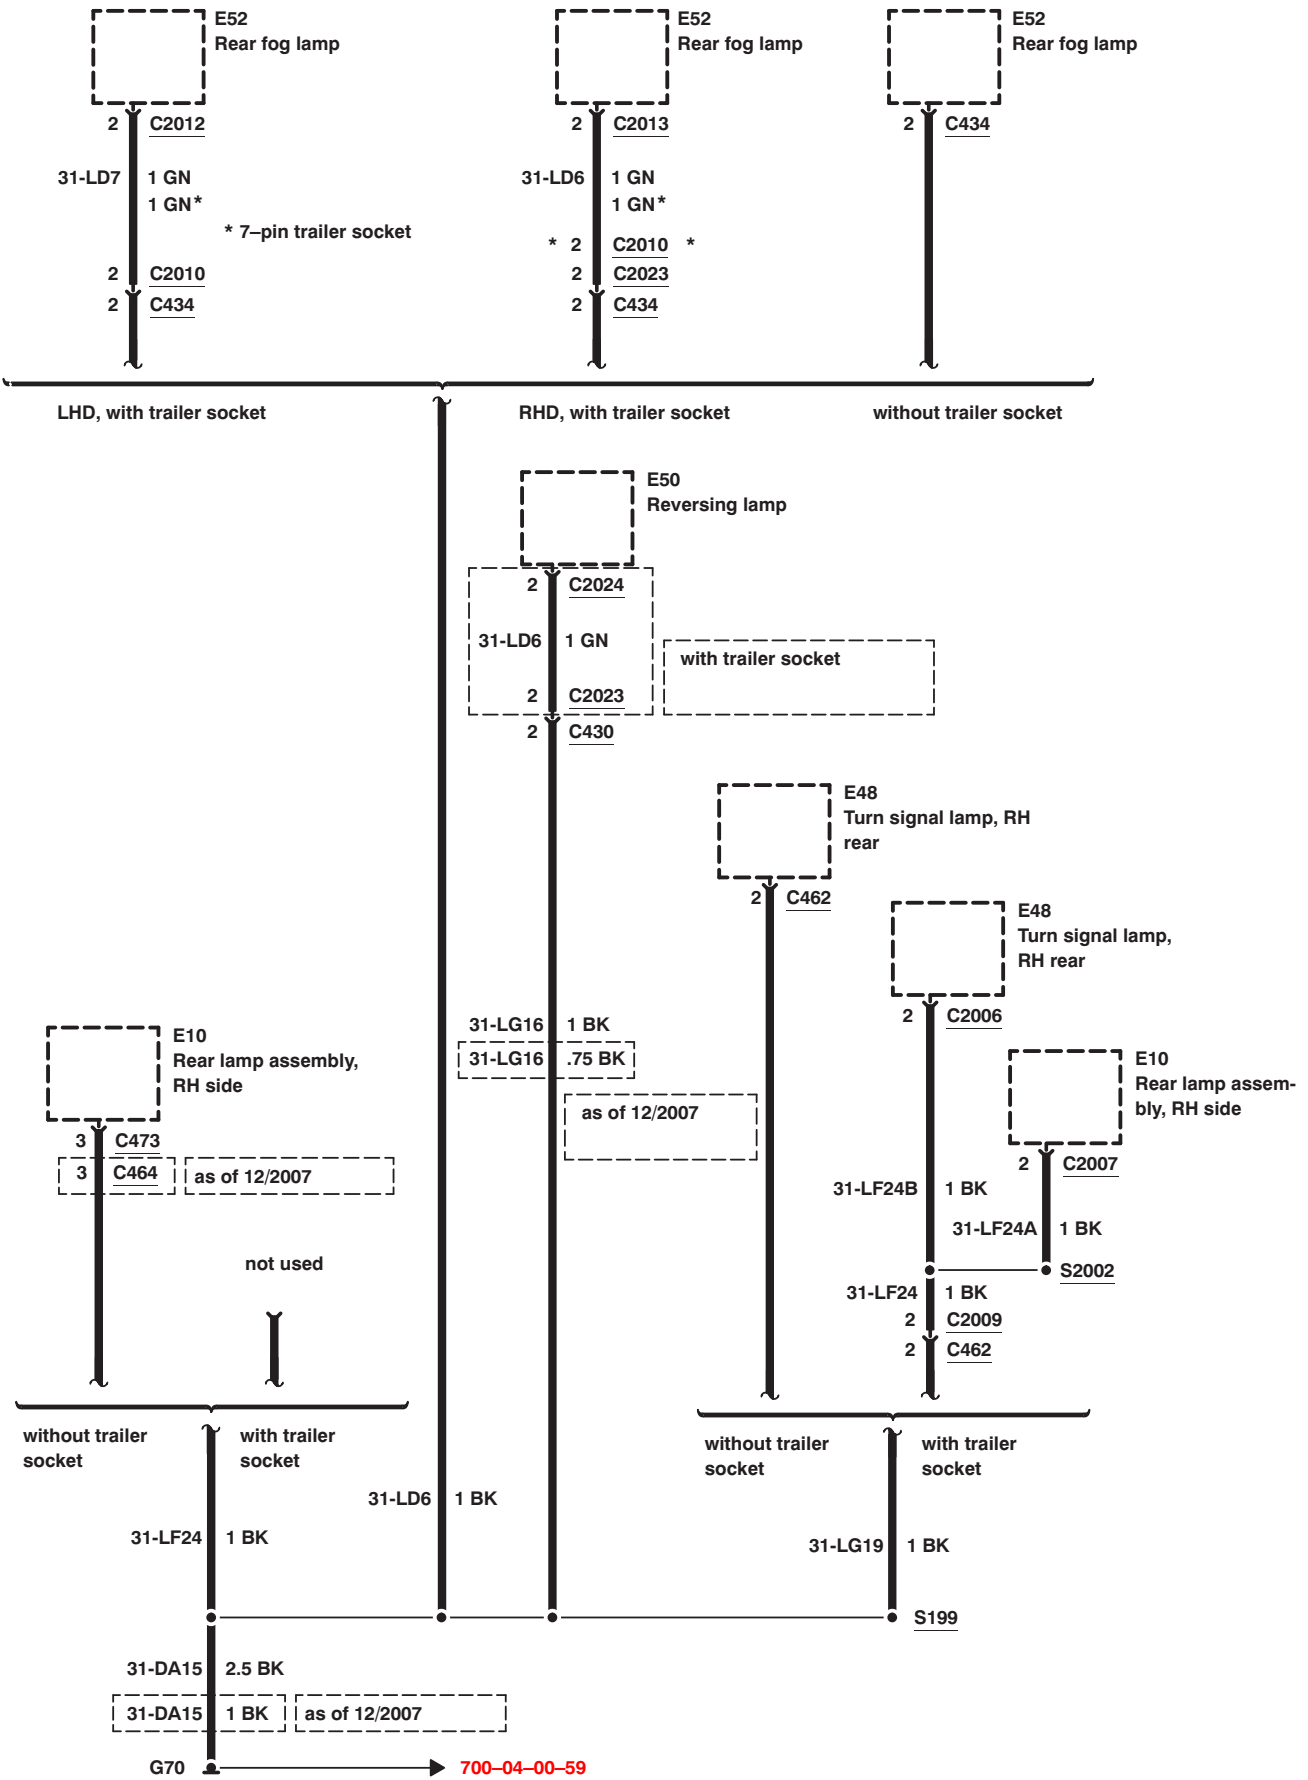 E52
Rear fog lamp
E52
Rear fog lamp
E52
Rear fog lamp
2 C2012
2 C2013
2 C434
31-LD7 1 GN
1 GN*
31-LD6 1 GN
1 GN*
* 7–pin trailer socket
* 2 C2010 *
2 C2010
2 C2023
2 C434
2 C434
LHD, with trailer socket
RHD, with trailer socket
without trailer socket
E50
Reversing lamp
2 C2024
31-LD6 1 GN
with trailer socket
2 C2023
2 C430
E48
Turn signal lamp, RH
rear
2 C462
E48
Turn signal lamp,
RH rear
2 C2006
31-LG16 1 BK
31-LG16 .75 BK
as of 12/2007
E10
Rear lamp assembly,
RH side
3 C473
3 C464
as of 12/2007
E10
Rear lamp assem-
bly, RH side
2 C2007
31-LF24B 1 BK
31-LF24A 1 BK
S2002
31-LF24 1 BK
2 C2009
2 C462
not used
without trailer
socket
with trailer
socket
without trailer
socket
with trailer
socket
31-LD6 1 BK
31-LF24 1 BK
31-LG19 1 BK
S199
31-DA15 2.5 BK
31-DA15 1 BK
as of 12/2007
G70
700–04–00–59